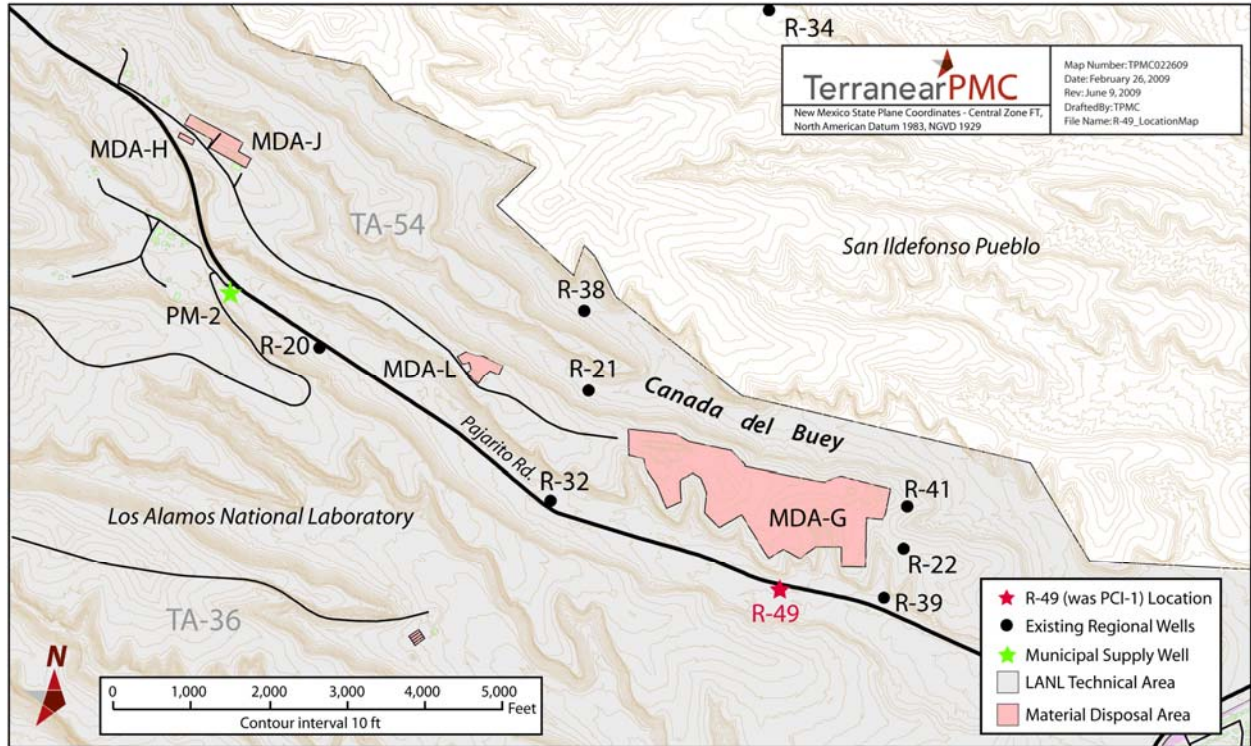 R-34
TerranearPMC
New Mexico State Plane Coordinates - Central Zone FT,
North American Datum 1983, NGVD 1929
Map Number:TPMC022609
Date: February 26, 2009
Rev: June 9, 2009
DraftedBy: TPMC
File Name: R-49_LocationMap
MDA-H
MDA-J
TA-54
San Ildefonso Pueblo
R-38
PM-2
R-20
MDA-L
R-21
Canada del Buey
Pajarito Rd.
R-32
R-41
Los Alamos National Laboratory
MDA-G
R-22
R-39
R-49
TA-36
R-49 (was PCI-1) Location
Existing Regional Wells
Municipal Supply Well
LANL Technical Area
Material Disposal Area
N
0 1,000 2,000 3,000 4,000 5,000
Feet
Contour interval 10 ft